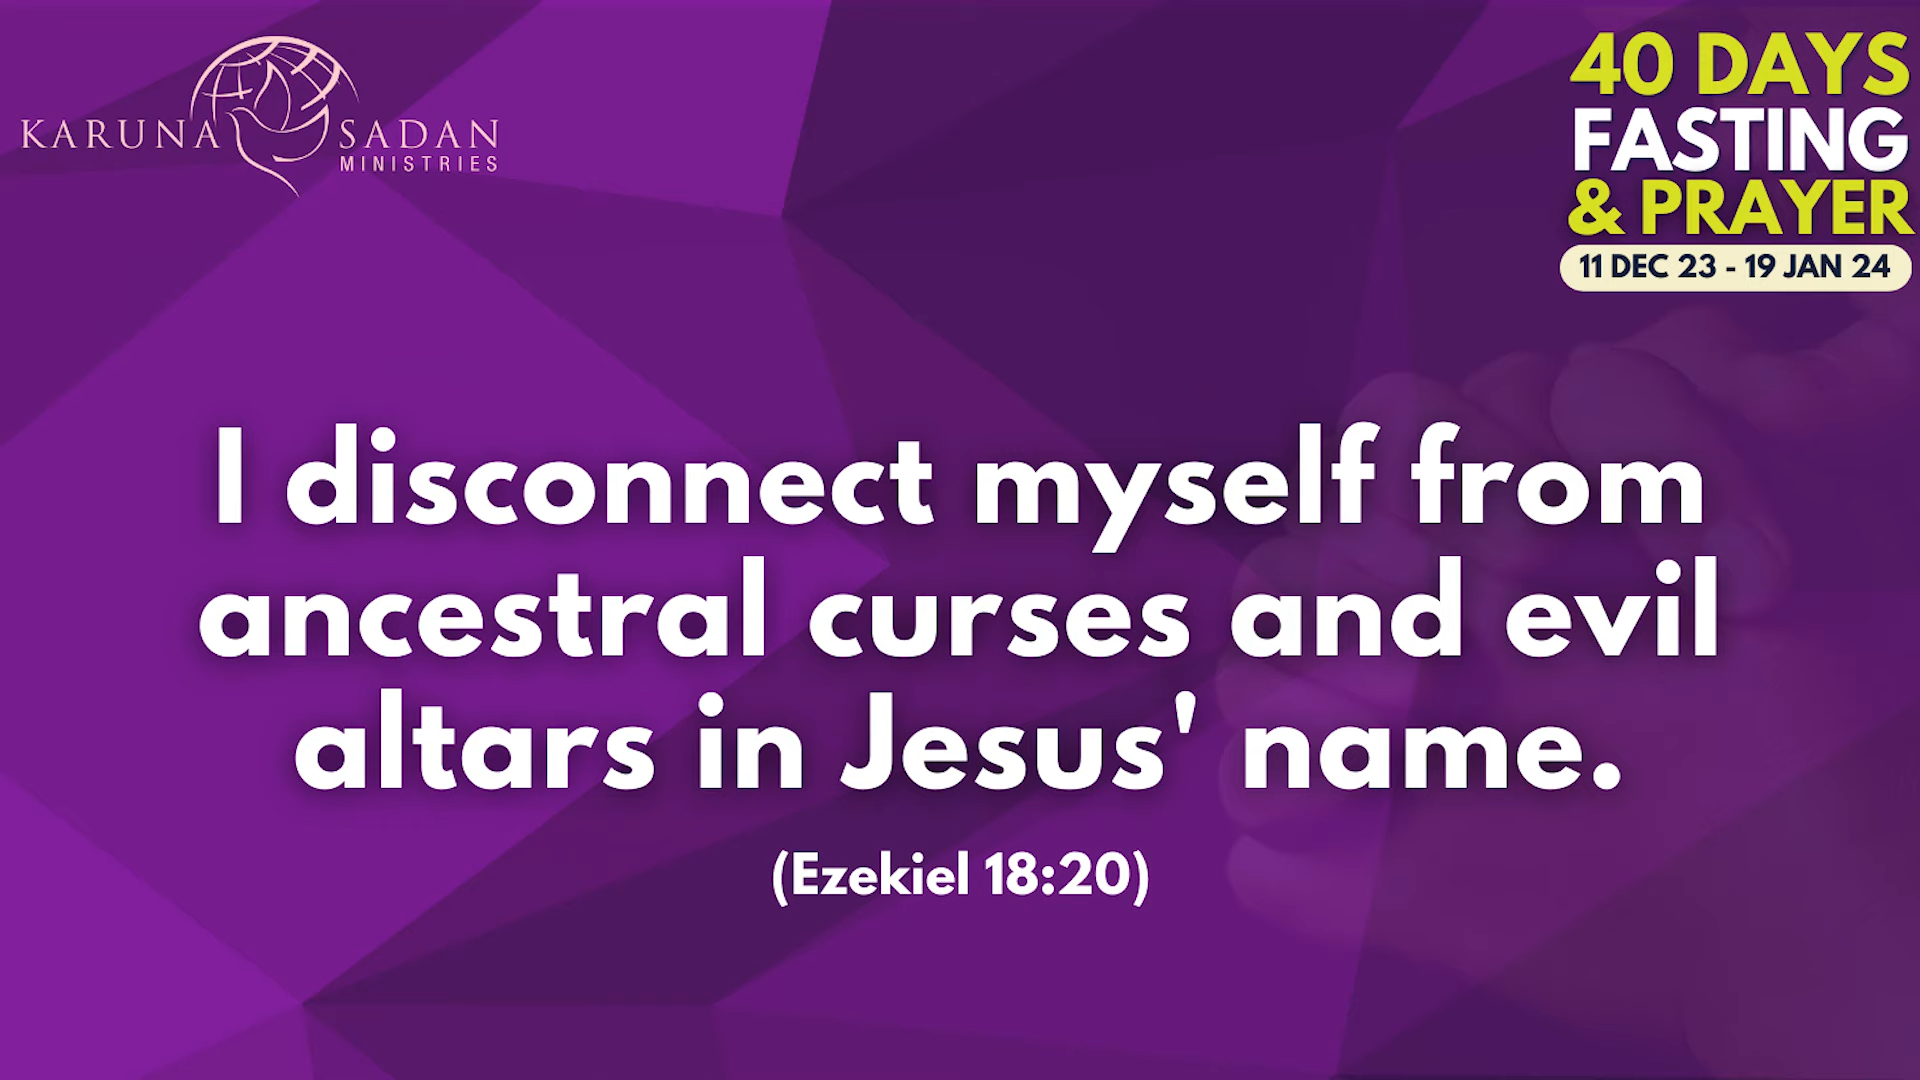 KARUNA SADAN
MINISTRIES
40 DAYS
FASTING
& PRAYER
11 DEC 23 - 19 JAN 24
I disconnect myself from
ancestral curses and evil
altars in Jesus' name.
(Ezekiel 18:20)